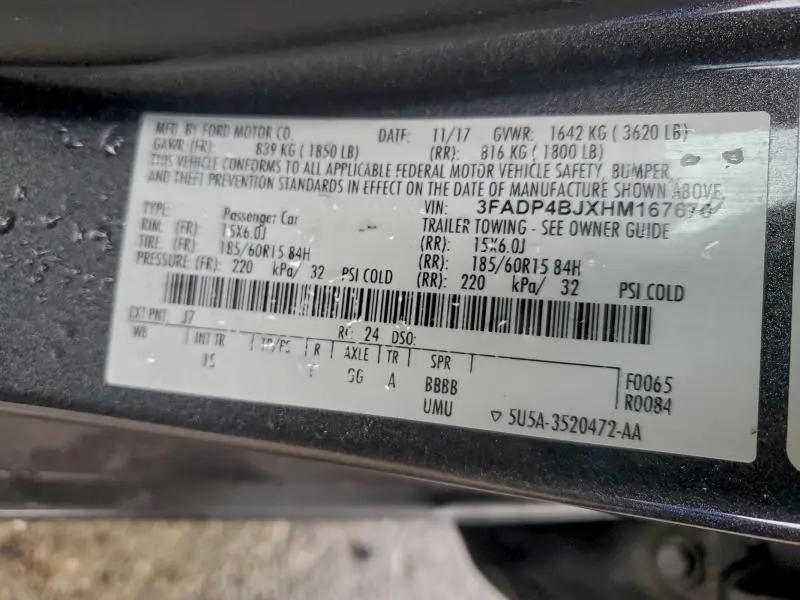 MFD. BY FORD MOTOR CO. DATE: 11/17 GVWR: 1642 KG ( 3620 LB)
GAWR (FR): 839 KG ( 1850 LB) (RR): 816 KG ( 1800 LB)
THIS VEHICLE CONFORMS TO ALL APPLICABLE FEDERAL MOTOR VEHICLE SAFETY, BUMPER,
AND THEFT PREVENTION STANDARDS IN EFFECT ON THE DATE OF MANUFACTURE SHOWN ABOVE
VIN:
TYPE: Passenger Car TRAILER TOWING - SEE OWNER GUIDE
RIM: (FR): 15X6.0J (RR): 15X6.0J
TIRE: (FR): 185/60R15 84H (RR): 185/60R15 84H
PRESSURE: (FR): 220 kPa/ 32 PSI COLD (RR): 220 kPa/ 32 PSI COLD
EXT PNT: J7 RC: 24 DSO:
WB INT TR TP/PS R AXLE TR SPR
A BBBB F0065
UMU R0084
5U5A-3520472-AA